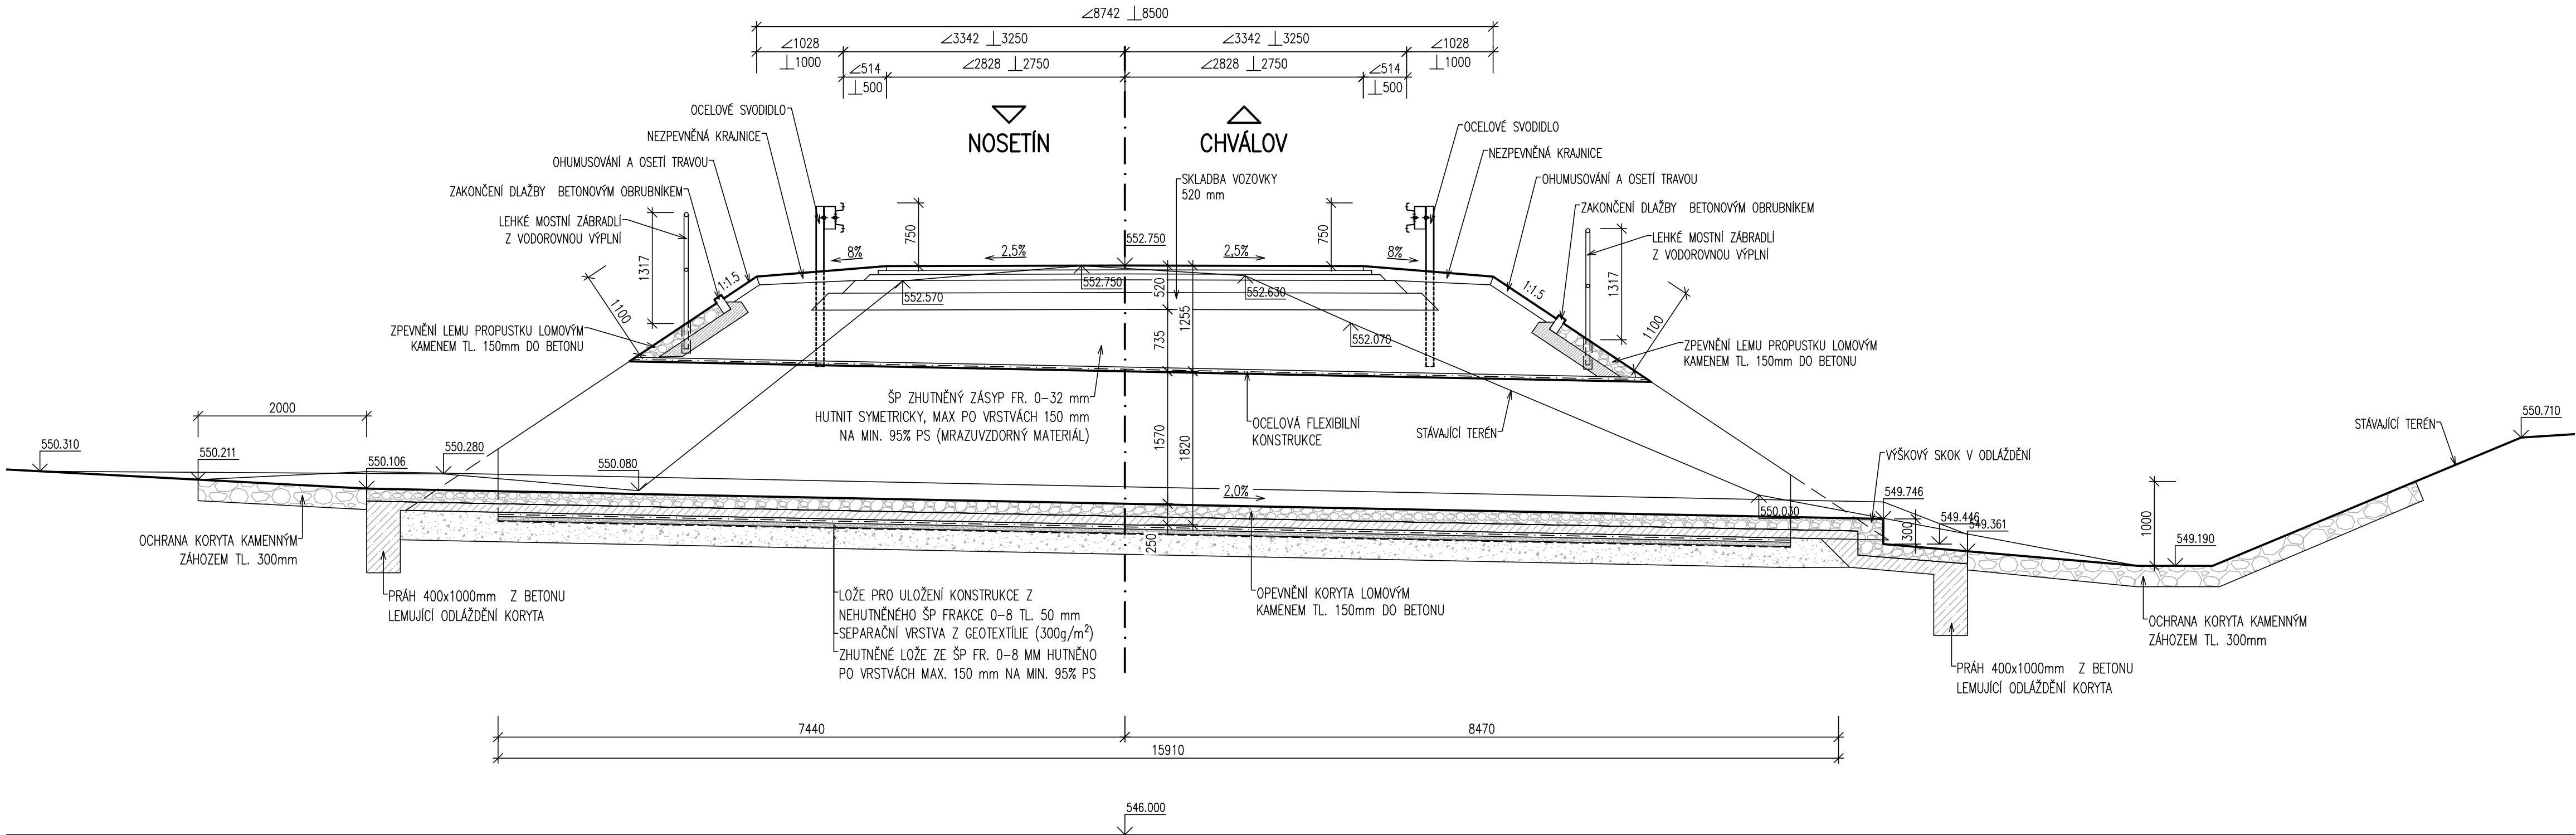 ∠8742 ⊥8500
∠1028
⊥1000
∠3342 ⊥3250
∠3342 ⊥3250
∠1028
⊥1000
∠514
⊥500
∠2828 ⊥2750
∠2828 ⊥2750
∠514
⊥500
NOSETÍN
CHVÁLOV
OCELOVÉ SVODIDLO
NEZPEVNĚNÁ KRAJNICE
OHUMUSOVÁNÍ A OSETÍ TRAVOU
ZAKONČENÍ DLAŽBY BETONOVÝM OBRUBNÍKEM
LEHKÉ MOSTNÍ ZÁBRADLÍ
Z VODOROVNOU VÝPLNÍ
1317
1100
1:1.5
ZPEVNĚNÍ LEMU PROPUSTKU LOMOVÝM
KAMENEM TL. 150mm DO BETONU
SKLADBA VOZOVKY
520 mm
OCELOVÉ SVODIDLO
NEZPEVNĚNÁ KRAJNICE
OHUMUSOVÁNÍ A OSETÍ TRAVOU
ZAKONČENÍ DLAŽBY BETONOVÝM OBRUBNÍKEM
LEHKÉ MOSTNÍ ZÁBRADLÍ
Z VODOROVNOU VÝPLNÍ
1317
1100
1:1.5
ZPEVNĚNÍ LEMU PROPUSTKU LOMOVÝM
KAMENEM TL. 150mm DO BETONU
8%
750
2,5%
552.750
2,5%
750
8%
552.570
552.750
552.630
552.070
520
735
1255
1570
1820
250
ŠP ZHUTNĚNÝ ZÁSYP FR. 0-32 mm
HUTNIT SYMETRICKY, MAX PO VRSTVÁCH 150 mm
NA MIN. 95% PS (MRAZUVZDORNÝ MATERIÁL)
OCELOVÁ FLEXIBILNÍ
KONSTRUKCE
STÁVAJÍCÍ TERÉN
STÁVAJÍCÍ TERÉN
550.710
2000
550.310
550.211
550.106
550.280
550.080
2,0%
550.030
VÝŠKOVÝ SKOK V ODLÁŽDĚNÍ
549.746
300
549.446
549.361
1000
549.190
OCHRANA KORYTA KAMENNÝM
ZÁHOZEM TL. 300mm
PRÁH 400x1000mm Z BETONU
LEMUJÍCÍ ODLÁŽDĚNÍ KORYTA
LOŽE PRO ULOŽENÍ KONSTRUKCE Z
NEHUTNĚNÉHO ŠP FRAKCE 0-8 TL. 50 mm
SEPARAČNÍ VRSTVA Z GEOTEXTÍLIE (300g/m²)
ZHUTNĚNÉ LOŽE ZE ŠP FR. 0-8 MM HUTNĚNO
PO VRSTVÁCH MAX. 150 mm NA MIN. 95% PS
OPEVNĚNÍ KORYTA LOMOVÝM
KAMENEM TL. 150mm DO BETONU
OCHRANA KORYTA KAMENNÝM
ZÁHOZEM TL. 300mm
PRÁH 400x1000mm Z BETONU
LEMUJÍCÍ ODLÁŽDĚNÍ KORYTA
7440
8470
15910
546.000